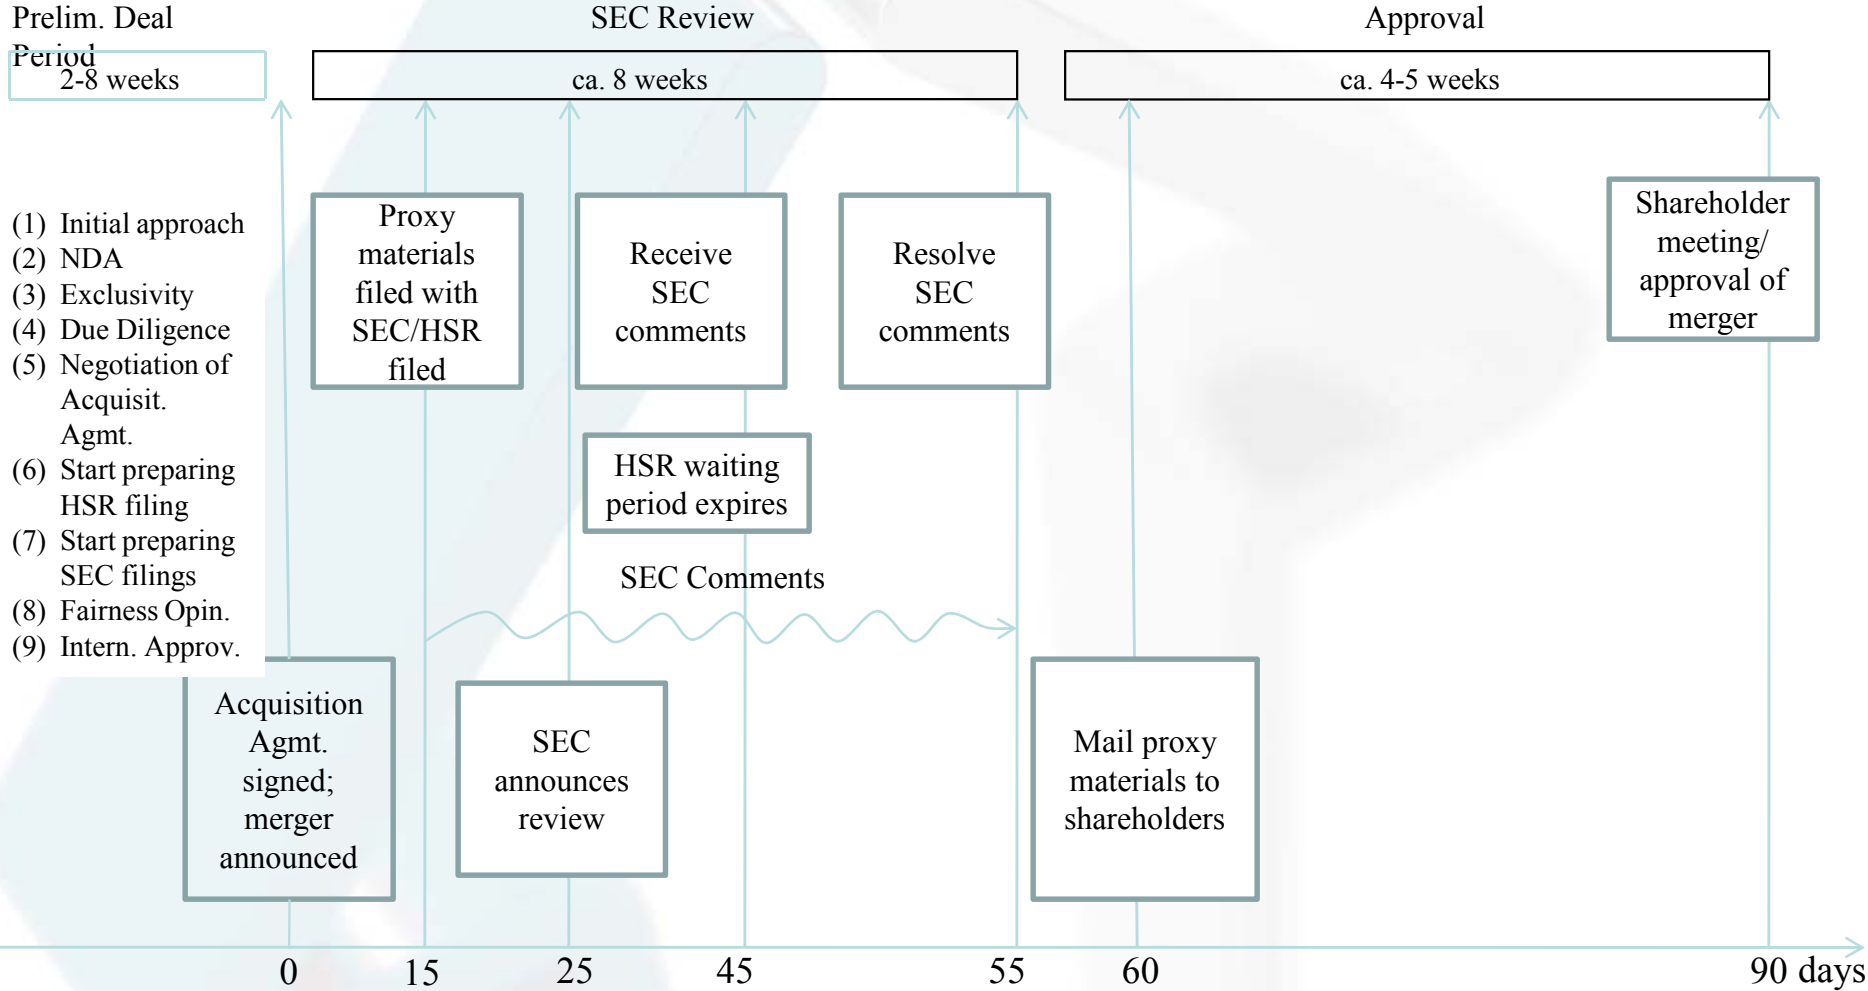 Prelim. Deal
Period
2-8 weeks
SEC Review
ca. 8 weeks
Approval
ca. 4-5 weeks
(1) Initial approach
(2) NDA
(3) Exclusivity
(4) Due Diligence
(5) Negotiation of
Acquisit.
Agmt.
(6) Start preparing
HSR filing
(7) Start preparing
SEC filings
(8) Fairness Opin.
(9) Intern. Approv.
Proxy
materials
filed with
SEC/HSR
filed
Receive
SEC
comments
Resolve
SEC
comments
Shareholder
meeting/
approval of
merger
HSR waiting
period expires
SEC Comments
Acquisition
Agmt.
signed;
merger
announced
SEC
announces
review
Mail proxy
materials to
shareholders
0 15 25 45 55 60 90 days